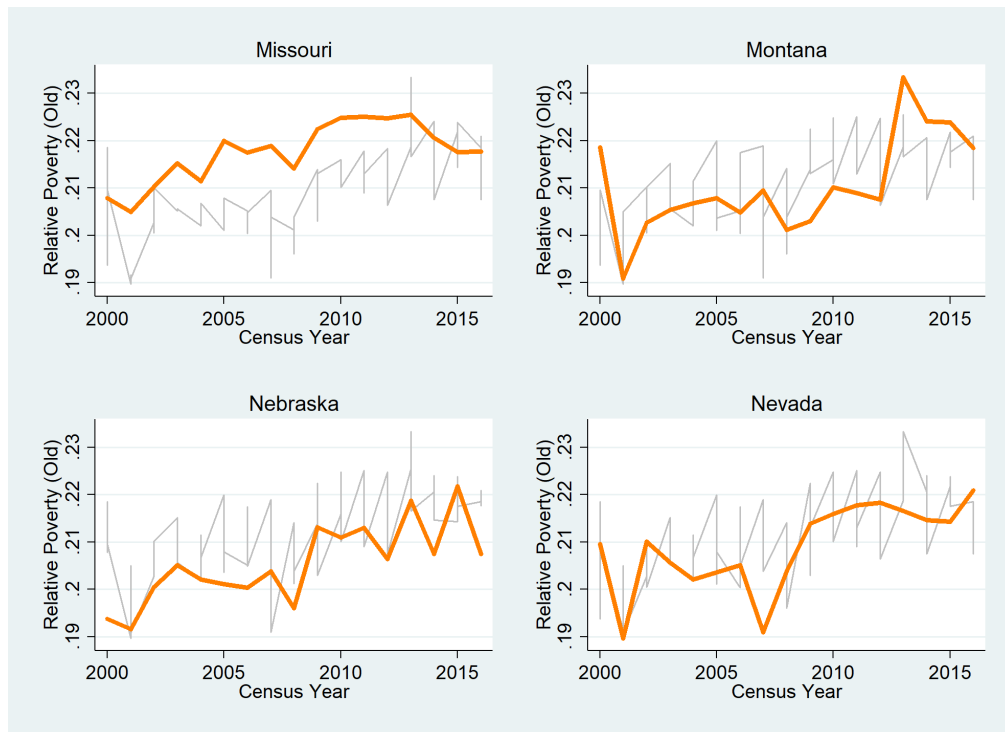 Missouri
Relative Poverty (Old)
.23
.22
.21
.2
.19
2000 2005 2010 2015
Census Year
Montana
Relative Poverty (Old)
.23
.22
.21
.2
.19
2000 2005 2010 2015
Census Year
Nebraska
Relative Poverty (Old)
.23
.22
.21
.2
.19
2000 2005 2010 2015
Census Year
Nevada
Relative Poverty (Old)
.23
.22
.21
.2
.19
2000 2005 2010 2015
Census Year